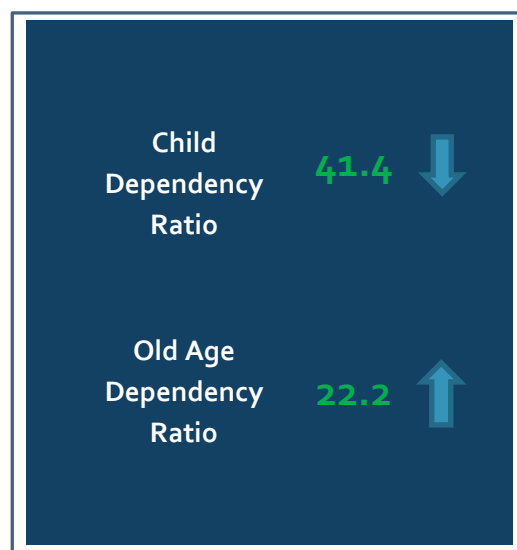 Child
Dependency
Ratio
41.4
Old Age
Dependency
Ratio
22.2